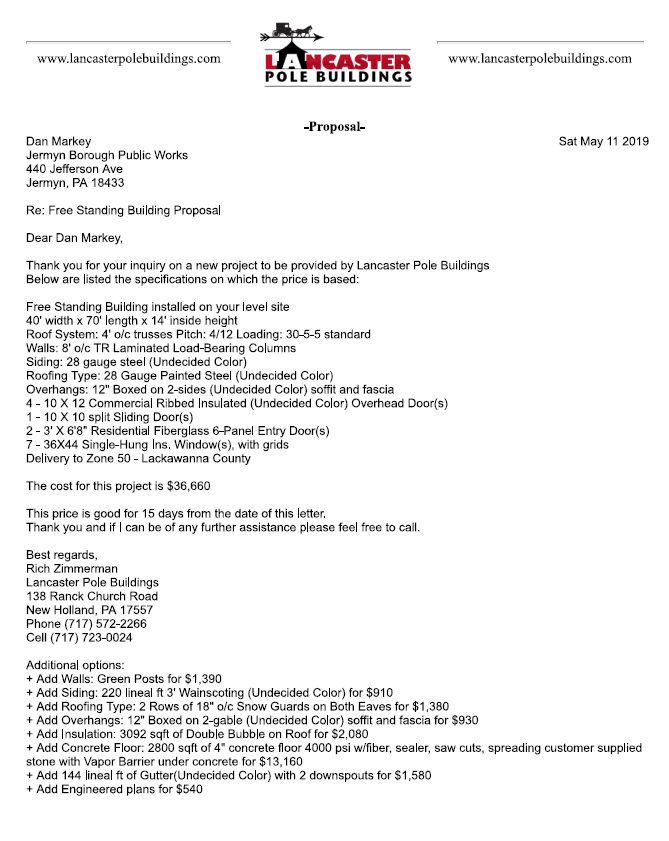 www.lancasterpolebuildings.com
LANCASTER
POLE BUILDINGS
www.lancasterpolebuildings.com
-Proposal-
Dan Markey
Sat May 11 2019
Jermyn Borough Public Works
440 Jefferson Ave
Jermyn, PA 18433
Re: Free Standing Building Proposal
Dear Dan Markey,
Thank you for your inquiry on a new project to be provided by Lancaster Pole Buildings
Below are listed the specifications on which the price is based:
Free Standing Building installed on your level site
40' width x 70' length x 14' inside height
Roof System: 4' o/c trusses Pitch: 4/12 Loading: 30-5-5 standard
Walls: 8' o/c TR Laminated Load-Bearing Columns
Siding: 28 gauge steel (Undecided Color)
Roofing Type: 28 Gauge Painted Steel (Undecided Color)
Overhangs: 12" Boxed on 2-sides (Undecided Color) soffit and fascia
4 - 10 X 12 Commercial Ribbed Insulated (Undecided Color) Overhead Door(s)
1 - 10 X 10 split Sliding Door(s)
2 - 3' X 6'8" Residential Fiberglass 6-Panel Entry Door(s)
7 - 36X44 Single-Hung Ins. Window(s), with grids
Delivery to Zone 50 - Lackawanna County
The cost for this project is $36,660
This price is good for 15 days from the date of this letter.
Thank you and if I can be of any further assistance please feel free to call.
Best regards,
Rich Zimmerman
Lancaster Pole Buildings
138 Ranck Church Road
New Holland, PA 17557
Phone (717) 572-2266
Cell (717) 723-0024
Additional options:
+ Add Walls: Green Posts for $1,390
+ Add Siding: 220 lineal ft 3' Wainscoting (Undecided Color) for $910
+ Add Roofing Type: 2 Rows of 18" o/c Snow Guards on Both Eaves for $1,380
+ Add Overhangs: 12" Boxed on 2-gable (Undecided Color) soffit and fascia for $930
+ Add Insulation: 3092 sqft of Double Bubble on Roof for $2,080
+ Add Concrete Floor: 2800 sqft of 4" concrete floor 4000 psi w/fiber, sealer, saw cuts, spreading customer supplied
stone with Vapor Barrier under concrete for $13,160
+ Add 144 lineal ft of Gutter(Undecided Color) with 2 downspouts for $1,580
+ Add Engineered plans for $540